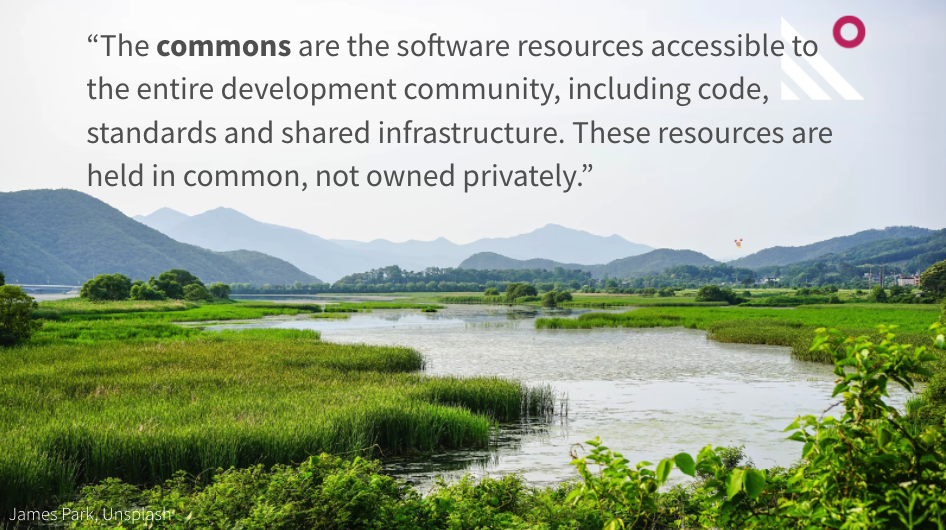 “The commons are the software resources accessible to
the entire development community, including code,
standards and shared infrastructure. These resources are
held in common, not owned privately.”
James Park, Unsplash